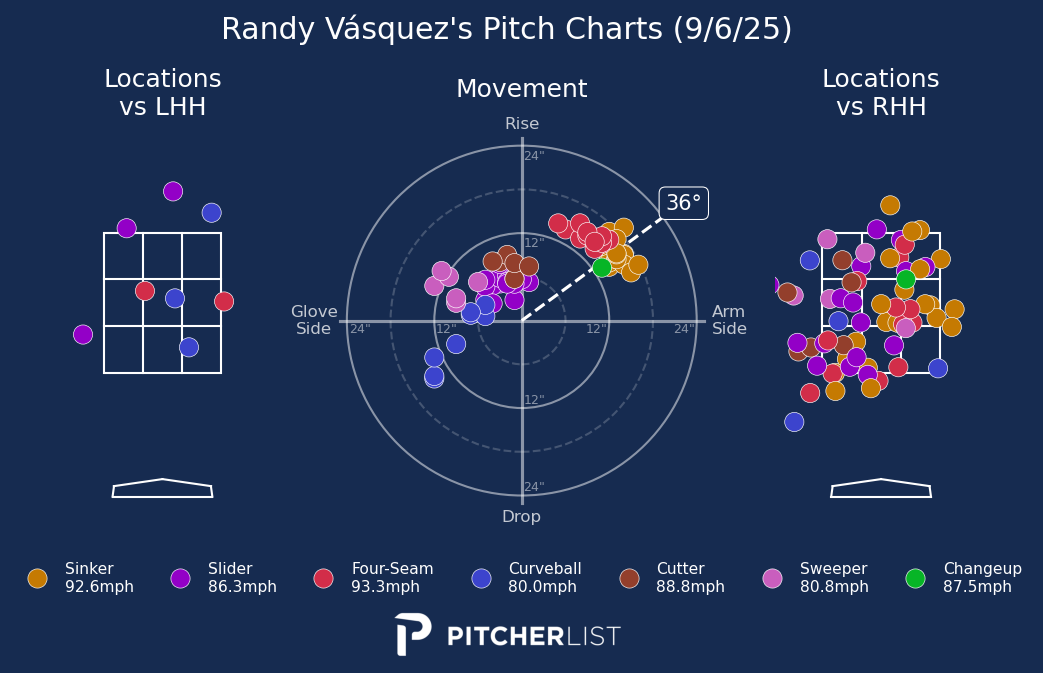 Randy Vásquez's Pitch Charts (9/6/25)
Locations
vs LHH
Movement
Locations
vs RHH
Rise
24"
36°
12"
Glove
Side
24"
12"
12"
24"
Arm
Side
12"
24"
Drop
Sinker
92.6mph
Slider
86.3mph
Four-Seam
93.3mph
Curveball
80.0mph
Cutter
88.8mph
Sweeper
80.8mph
Changeup
87.5mph
PITCHERLIST